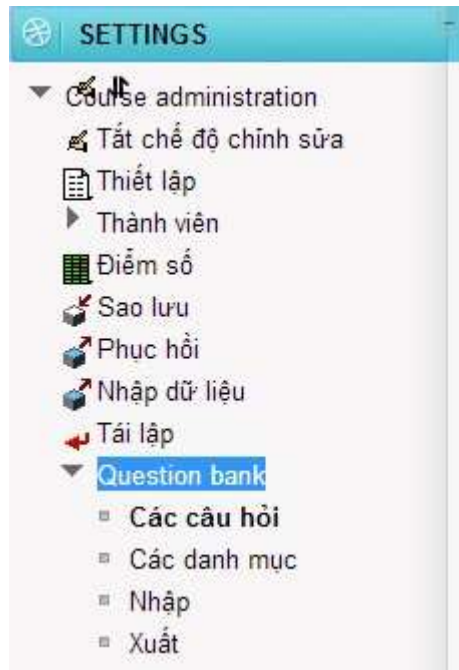 SETTINGS
Course administration
Tắt chế độ chỉnh sửa
Thiết lập
Thành viên
Điểm số
Sao lưu
Phục hồi
Nhập dữ liệu
Tái lập
Question bank
Các câu hỏi
Các danh mục
Nhập
Xuất